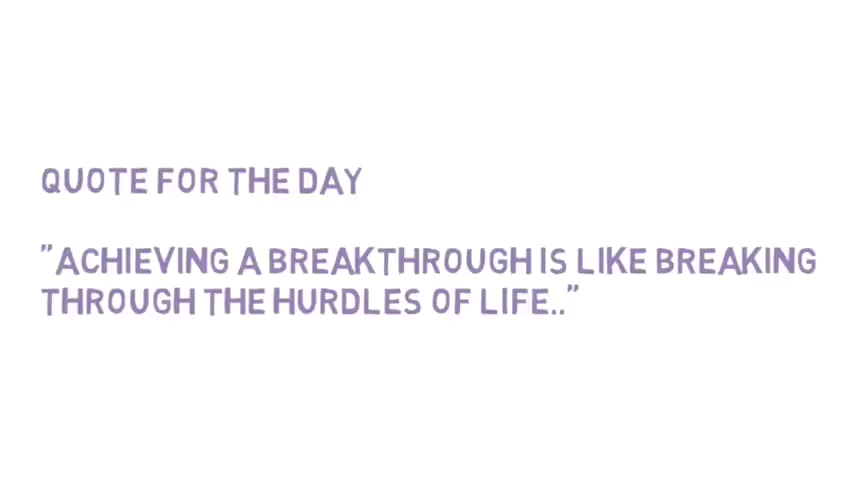 QUOTE FOR THE DAY
"ACHIEVING A BREAKTHROUGH IS LIKE BREAKING
THROUGH THE HURDLES OF LIFE.."